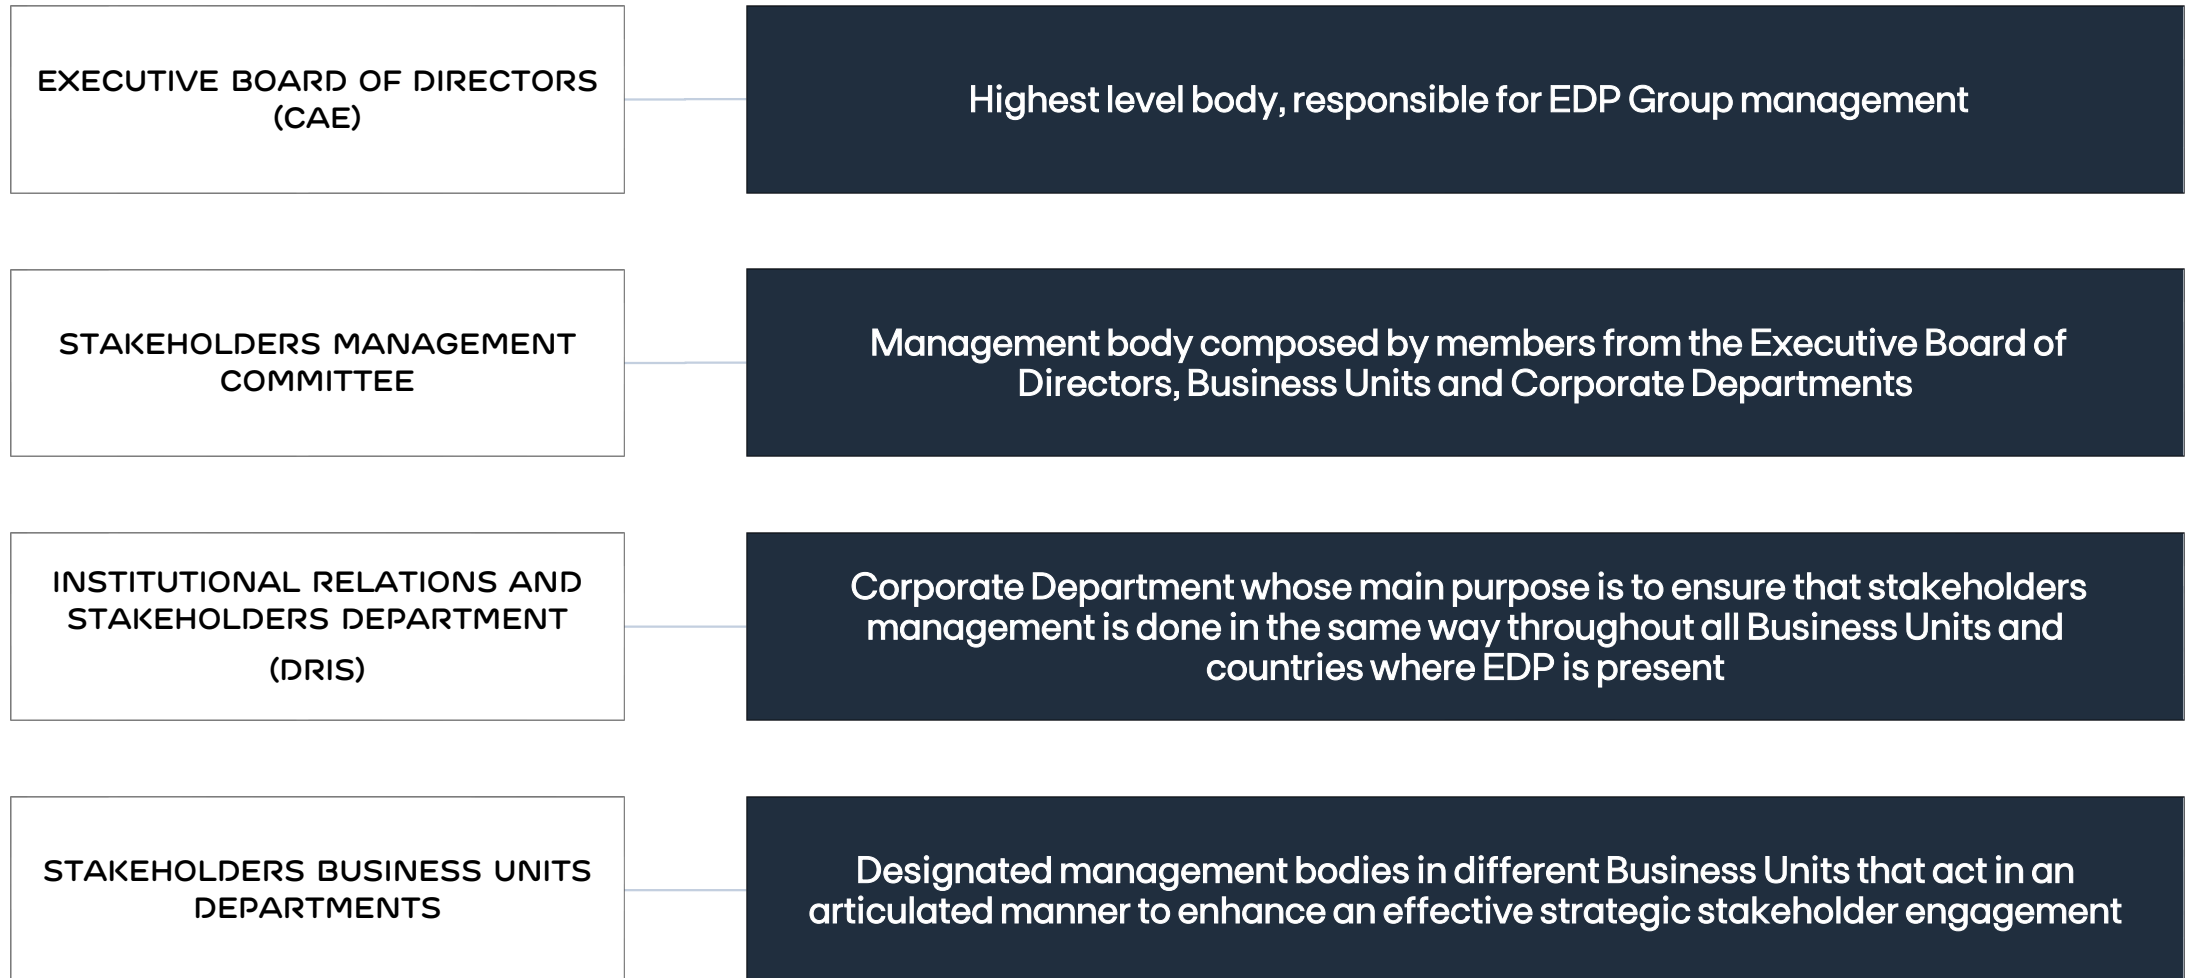 EXECUTIVE BOARD OF DIRECTORS
(CAE)
Highest level body, responsible for EDP Group management
STAKEHOLDERS MANAGEMENT
COMMITTEE
Management body composed by members from the Executive Board of
Directors, Business Units and Corporate Departments
INSTITUTIONAL RELATIONS AND
STAKEHOLDERS DEPARTMENT
(DRIS)
Corporate Department whose main purpose is to ensure that stakeholders
management is done in the same way throughout all Business Units and
countries where EDP is present
STAKEHOLDERS BUSINESS UNITS
DEPARTMENTS
Designated management bodies in different Business Units that act in an
articulated manner to enhance an effective strategic stakeholder engagement